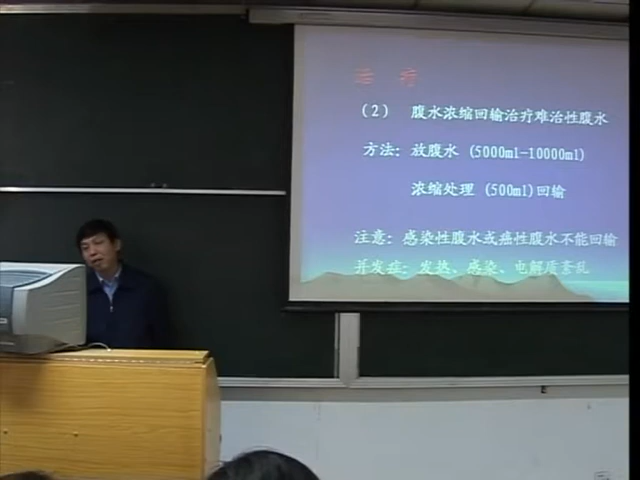 治 疗
（2） 腹水浓缩回输治疗难治性腹水
方法：放腹水（5000ml-10000ml）
浓缩处理（500ml）回输
注意：感染性腹水或癌性腹水不能回输
并发症：发热、感染、电解质紊乱